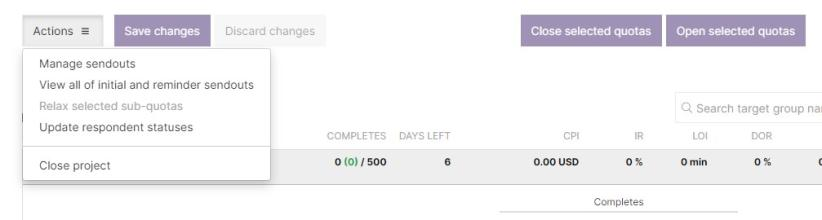 Actions ≡ Save changes Discard changes Close selected quotas Open selected quotas
Manage sendouts
View all of initial and reminder sendouts
Relax selected sub-quotas
Update respondent statuses
Close project
Search target group
COMPLETES DAYS LEFT CPI IR LOI DOR
0 (0) / 500 6 0.00 USD 0 % 0 min 0 %
Completes